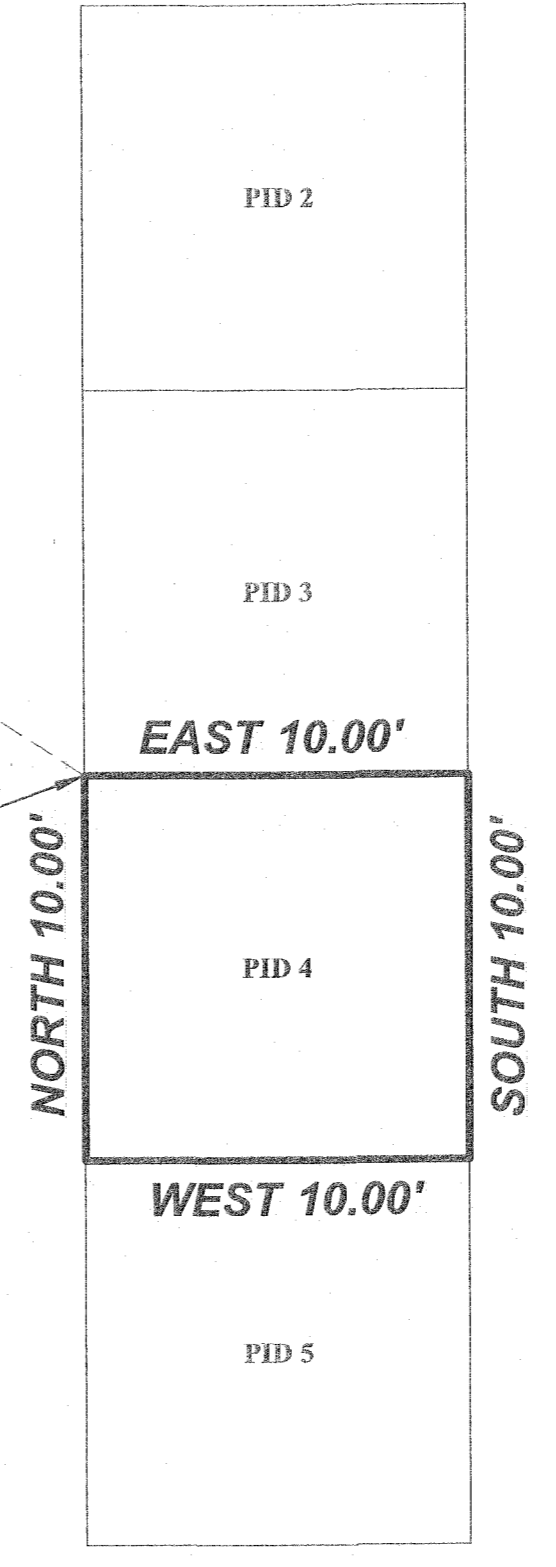 PID 2
PID 3
EAST 10.00'
NORTH 10.00'
PID 4
SOUTH 10.00'
WEST 10.00'
PID 5